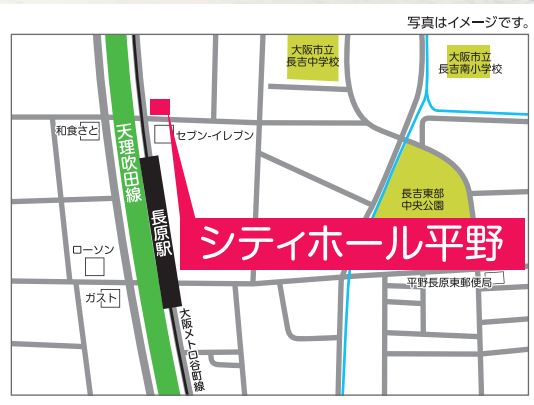 写真はイメージです。
大阪市立
長吉中学校
大阪市立
長吉南小学校
和食さと
セブン-イレブン
天理吹田線
長吉東部
中央公園
長原駅
シティホール平野
ローソン
平野長原東郵便局
ガスト
大阪メトロ谷町線